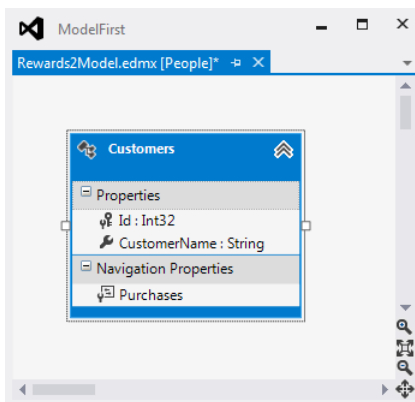 ModelFirst
Rewards2Model.edmx [People]*
Customers
Properties
Id : Int32
CustomerName : String
Navigation Properties
Purchases